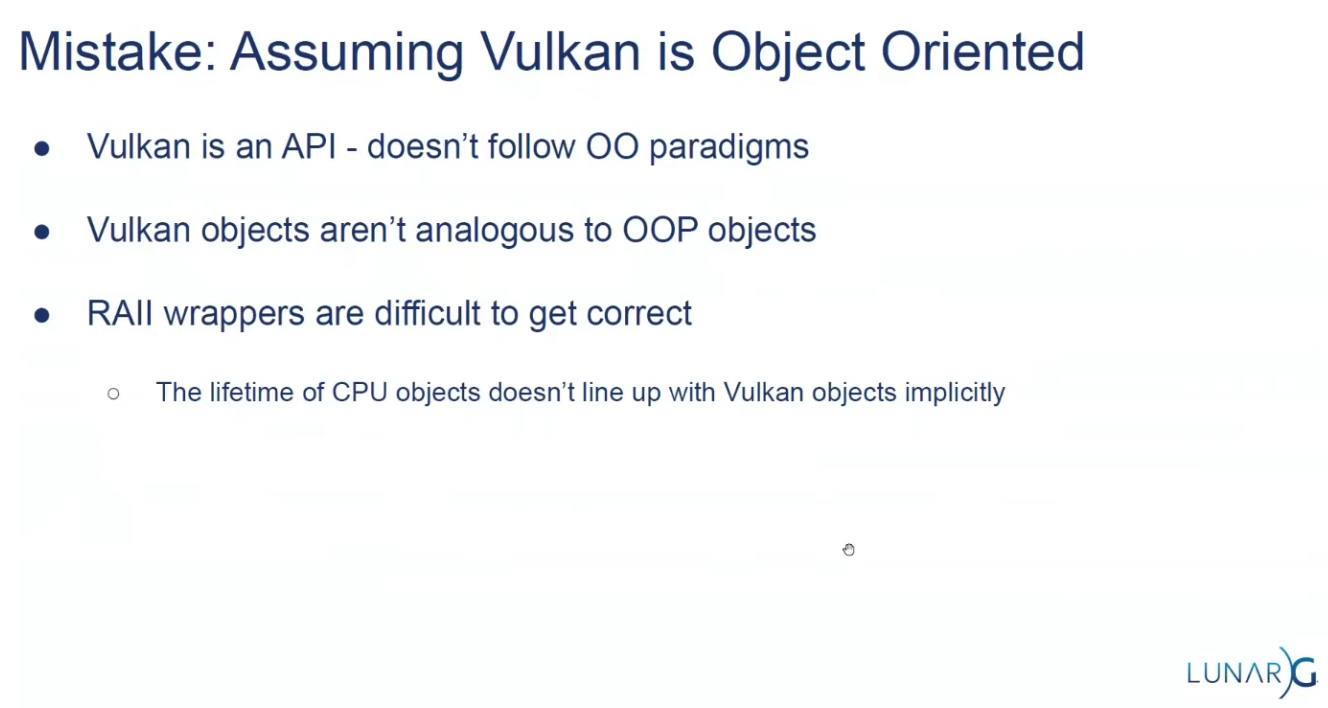 Mistake: Assuming Vulkan is Object Oriented
● Vulkan is an API - doesn’t follow OO paradigms
● Vulkan objects aren’t analogous to OOP objects
● RAII wrappers are difficult to get correct
○ The lifetime of CPU objects doesn’t line up with Vulkan objects implicitly
LUNARG